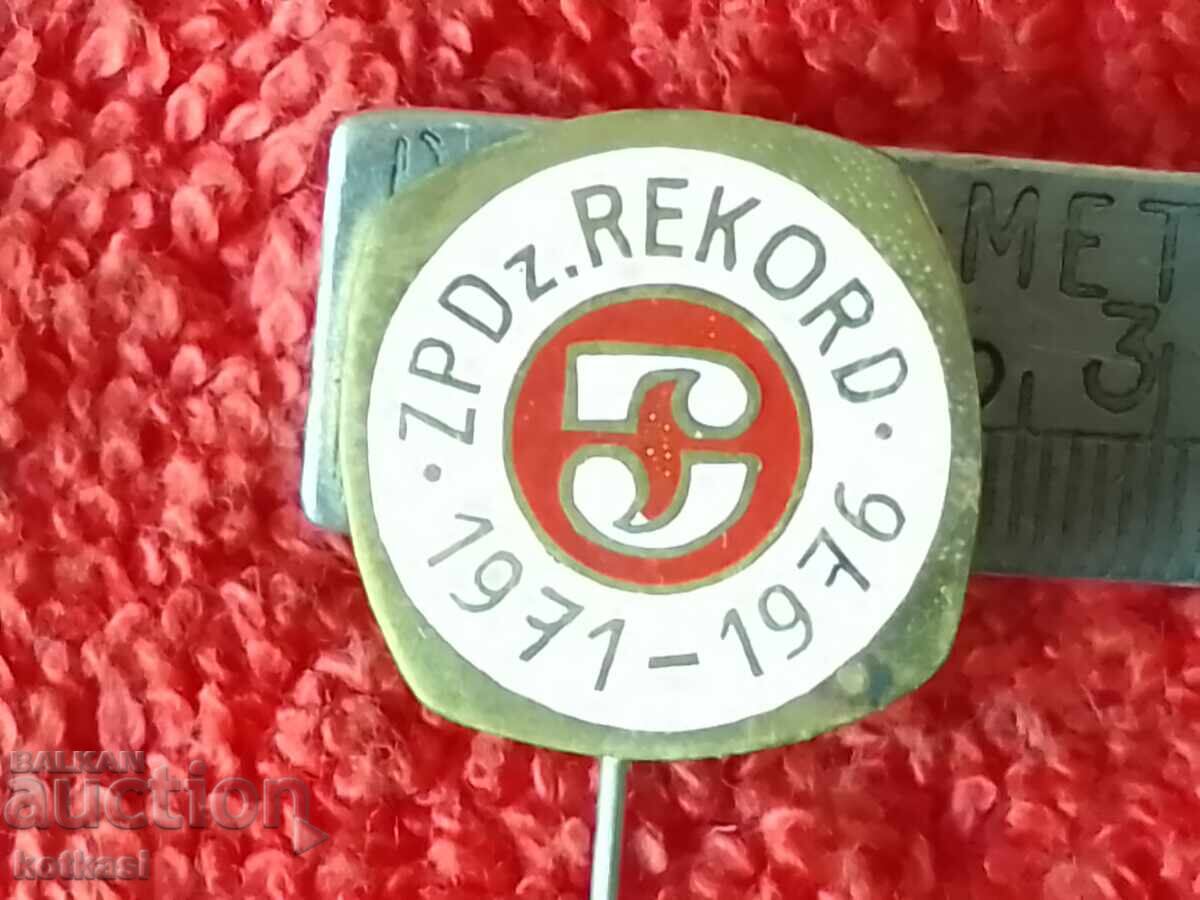 · ZPDz. REKORD ·
1971 – 1976
MET
3
BALKAN
auction
kotkasi